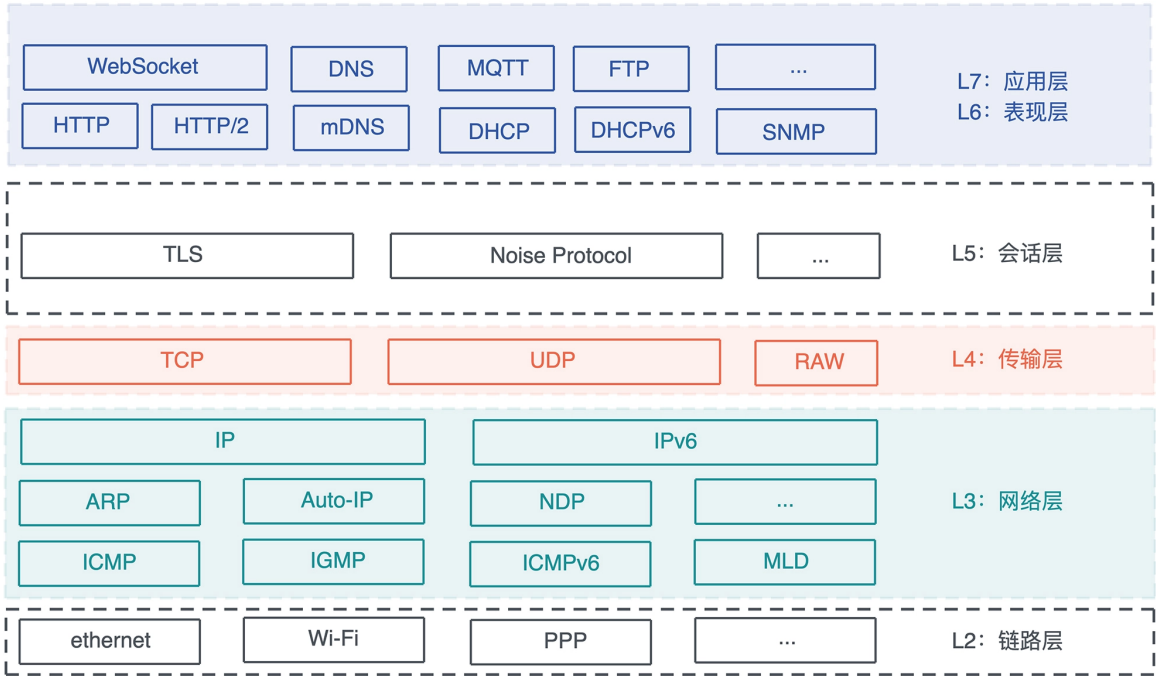 WebSocket DNS MQTT FTP ...
L7：应用层
HTTP HTTP/2 mDNS DHCP DHCPv6 SNMP
L6：表现层
TLS Noise Protocol ... L5：会话层
TCP UDP RAW L4：传输层
IP IPv6
ARP Auto-IP NDP ... L3：网络层
ICMP IGMP ICMPv6 MLD
ethernet Wi-Fi PPP ... L2：链路层